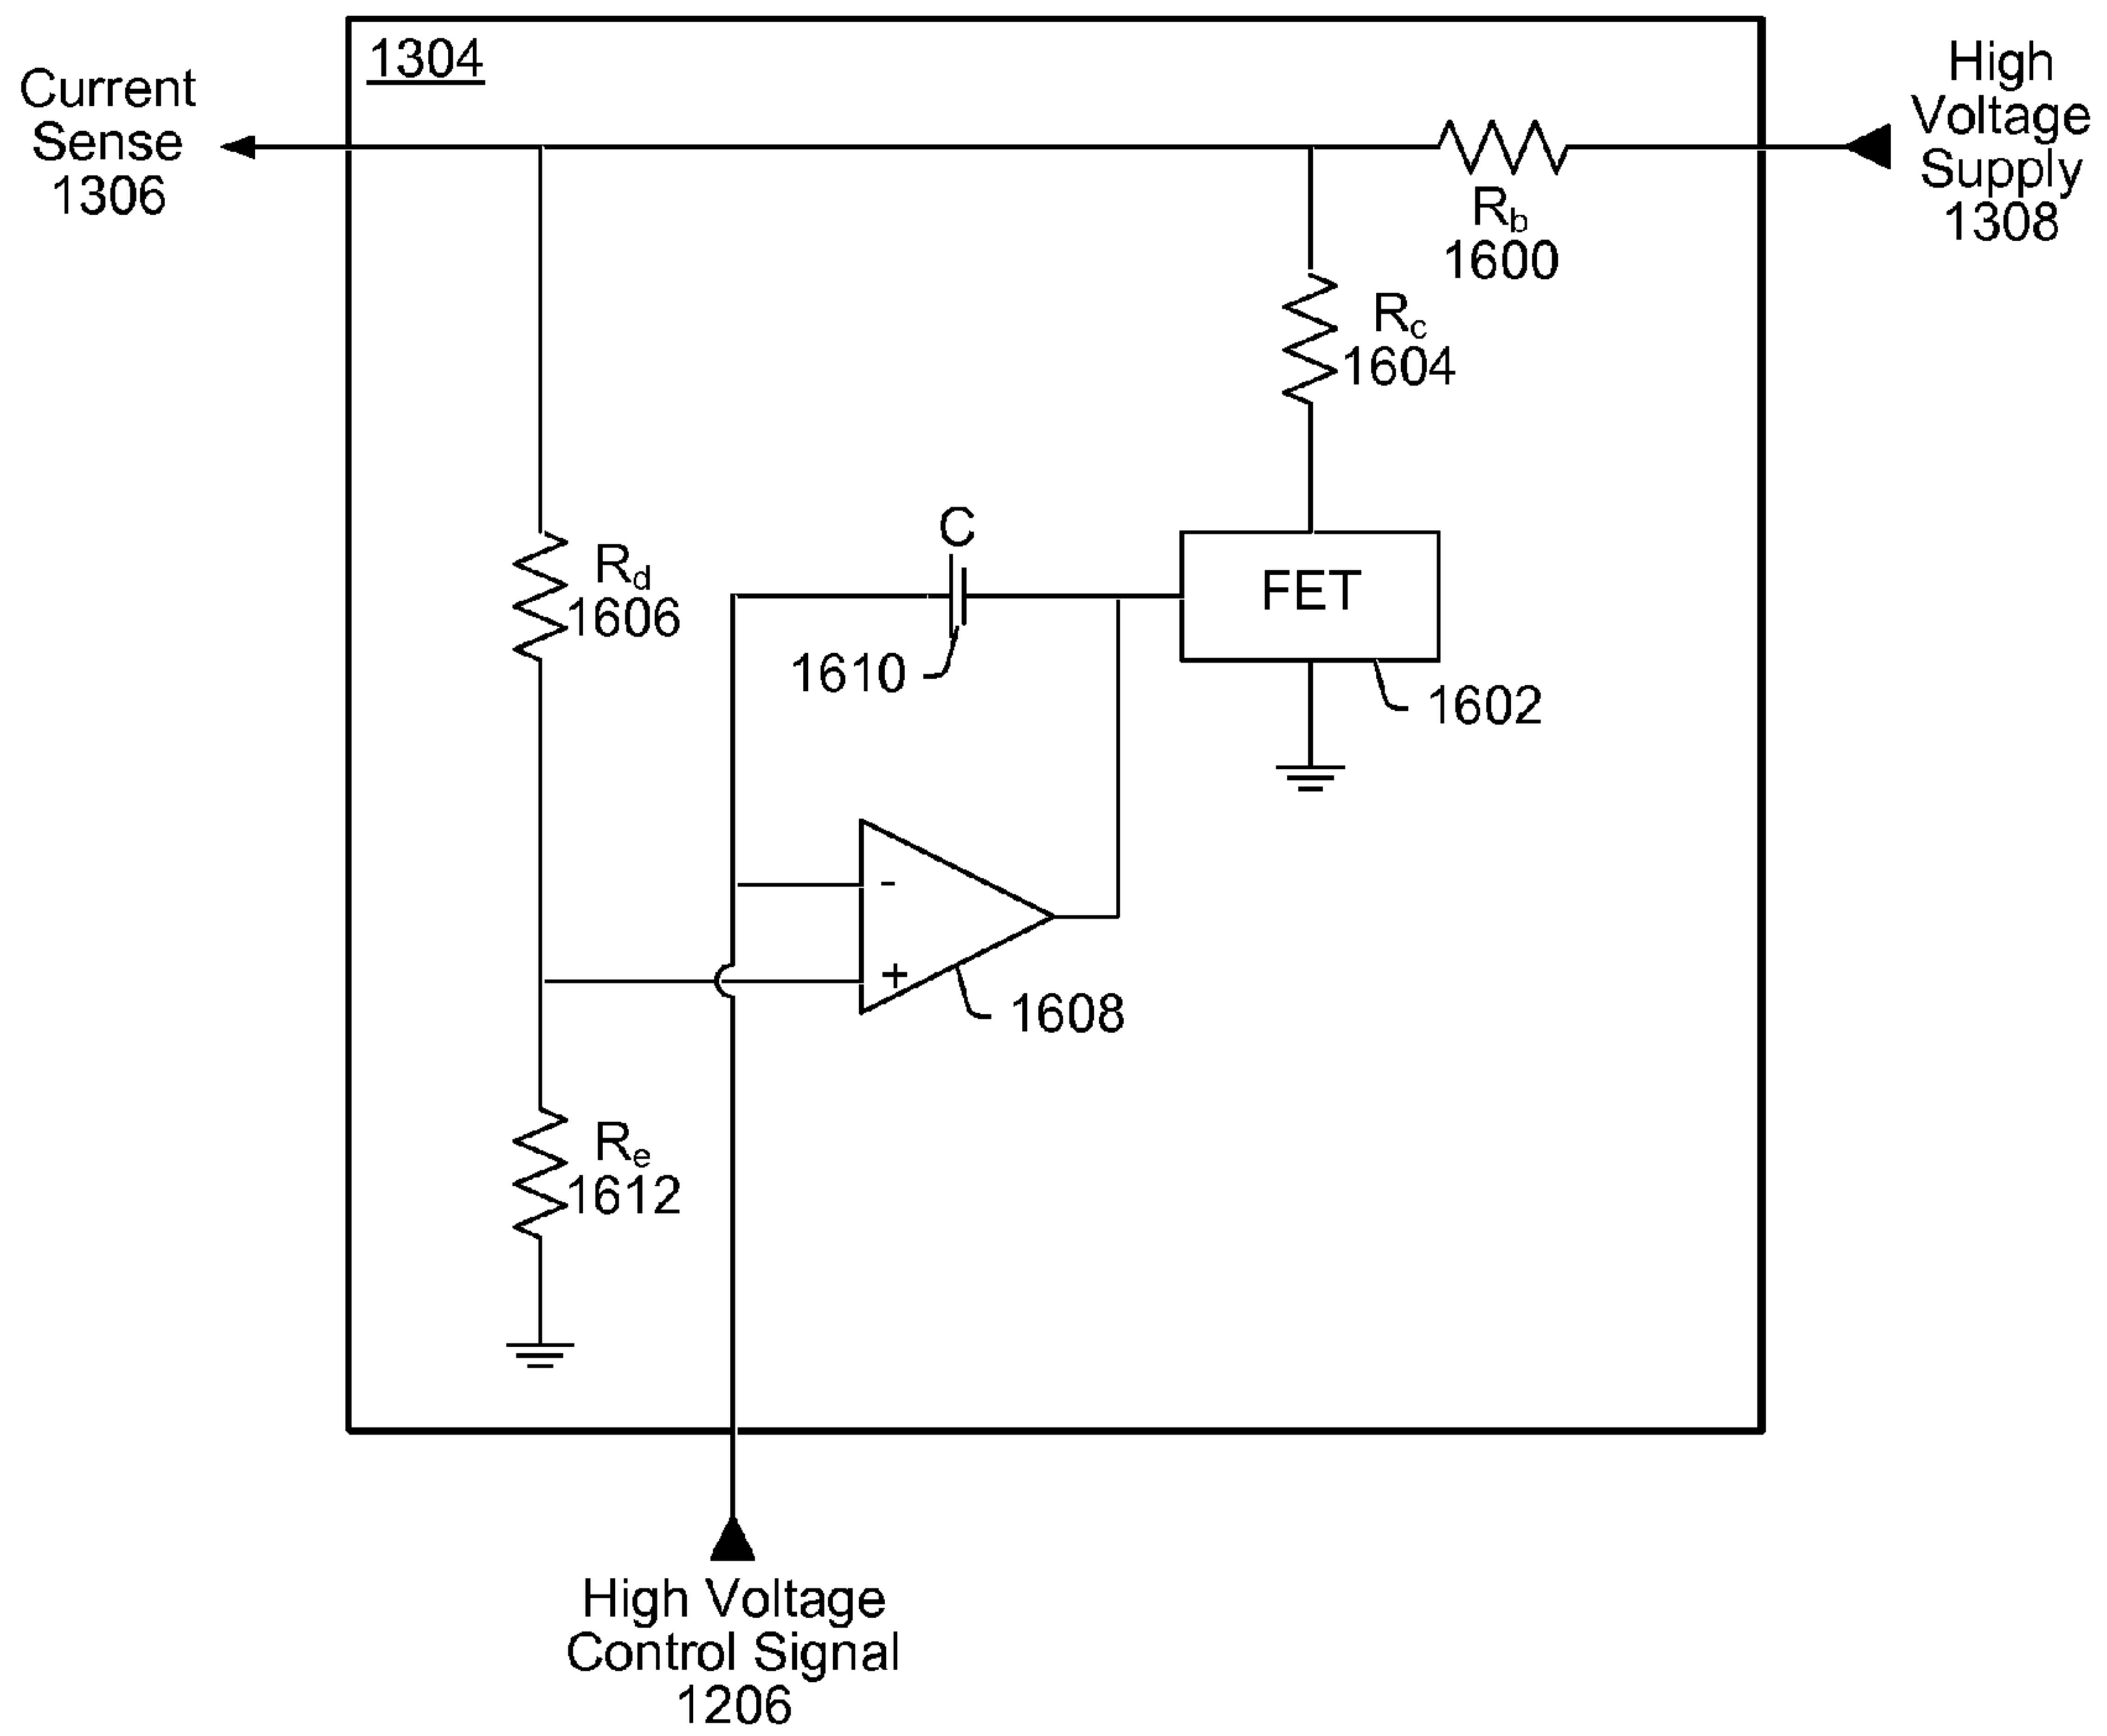 1304
Current
Sense
1306
High
Voltage
Supply
1308
Rb
1600
Rc
1604
C
Rd
1606
FET
1610
1602
-
+
1608
Re
1612
High Voltage
Control Signal
1206